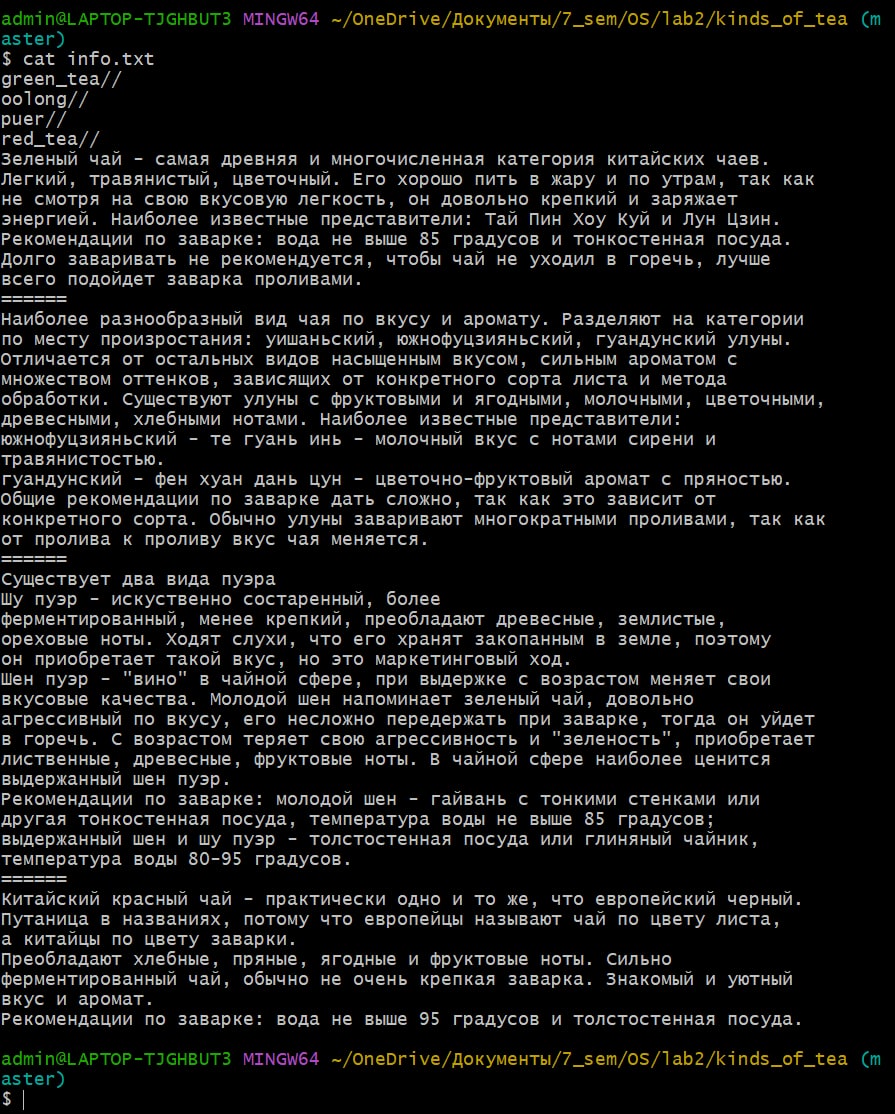 admin@LAPTOP-TJGHBUT3 MINGW64 ~/OneDrive/Документы/7_sem/OS/lab2/kinds_of_tea (m
aster)
$ cat info.txt
green_tea//
oolong//
puer//
red_tea//
Зеленый чай - самая древняя и многочисленная категория китайских чаев.
Легкий, травянистый, цветочный. Его хорошо пить в жару и по утрам, так как
не смотря на свою вкусовую легкость, он довольно крепкий и заряжает
энергией. Наиболее известные представители: Тай Пин Хоу Куй и Лун Цзин.
Рекомендации по заварке: вода не выше 85 градусов и тонкостенная посуда.
Долго заваривать не рекомендуется, чтобы чай не уходил в горечь, лучше
всего подойдет заварка проливами.
======
Наиболее разнообразный вид чая по вкусу и аромату. Разделяют на категории
по месту произростания: уишаньский, южнофуцзияньский, гуандунский улуны.
Отличается от остальных видов насыщенным вкусом, сильным ароматом с
множеством оттенков, зависящих от конкретного сорта листа и метода
обработки. Существуют улуны с фруктовыми и ягодными, молочными, цветочными,
древесными, хлебными нотами. Наиболее известные представители:
южнофуцзияньский - те гуань инь - молочный вкус с нотами сирени и
травянистостью.
гуандунский - фен хуан дань цун - цветочно-фруктовый аромат с пряностью.
Общие рекомендации по заварке дать сложно, так как это зависит от
конкретного сорта. Обычно улуны заваривают многократными проливами, так как
от пролива к проливу вкус чая меняется.
======
Существует два вида пуэра
Шу пуэр - искуственно состаренный, более
ферментированный, менее крепкий, преобладают древесные, землистые,
ореховые ноты. Ходят слухи, что его хранят закопанным в земле, поэтому
он приобретает такой вкус, но это маркетинговый ход.
Шен пуэр - "вино" в чайной сфере, при выдержке с возрастом меняет свои
вкусовые качества. Молодой шен напоминает зеленый чай, довольно
агрессивный по вкусу, его несложно передержать при заварке, тогда он уйдет
в горечь. С возрастом теряет свою агрессивность и "зеленость", приобретает
лиственные, древесные, фруктовые ноты. В чайной сфере наиболее ценится
выдержанный шен пуэр.
Рекомендации по заварке: молодой шен - гайвань с тонкими стенками или
другая тонкостенная посуда, температура воды не выше 85 градусов;
выдержанный шен и шу пуэр - толстостенная посуда или глиняный чайник,
температура воды 80-95 градусов.
======
Китайский красный чай - практически одно и то же, что европейский черный.
Путаница в названиях, потому что европейцы называют чай по цвету листа,
а китайцы по цвету заварки.
Преобладают хлебные, пряные, ягодные и фруктовые ноты. Сильно
ферментированный чай, обычно не очень крепкая заварка. Знакомый и уютный
вкус и аромат.
Рекомендации по заварке: вода не выше 95 градусов и толстостенная посуда.
admin@LAPTOP-TJGHBUT3 MINGW64 ~/OneDrive/Документы/7_sem/OS/lab2/kinds_of_tea (m
aster)
$